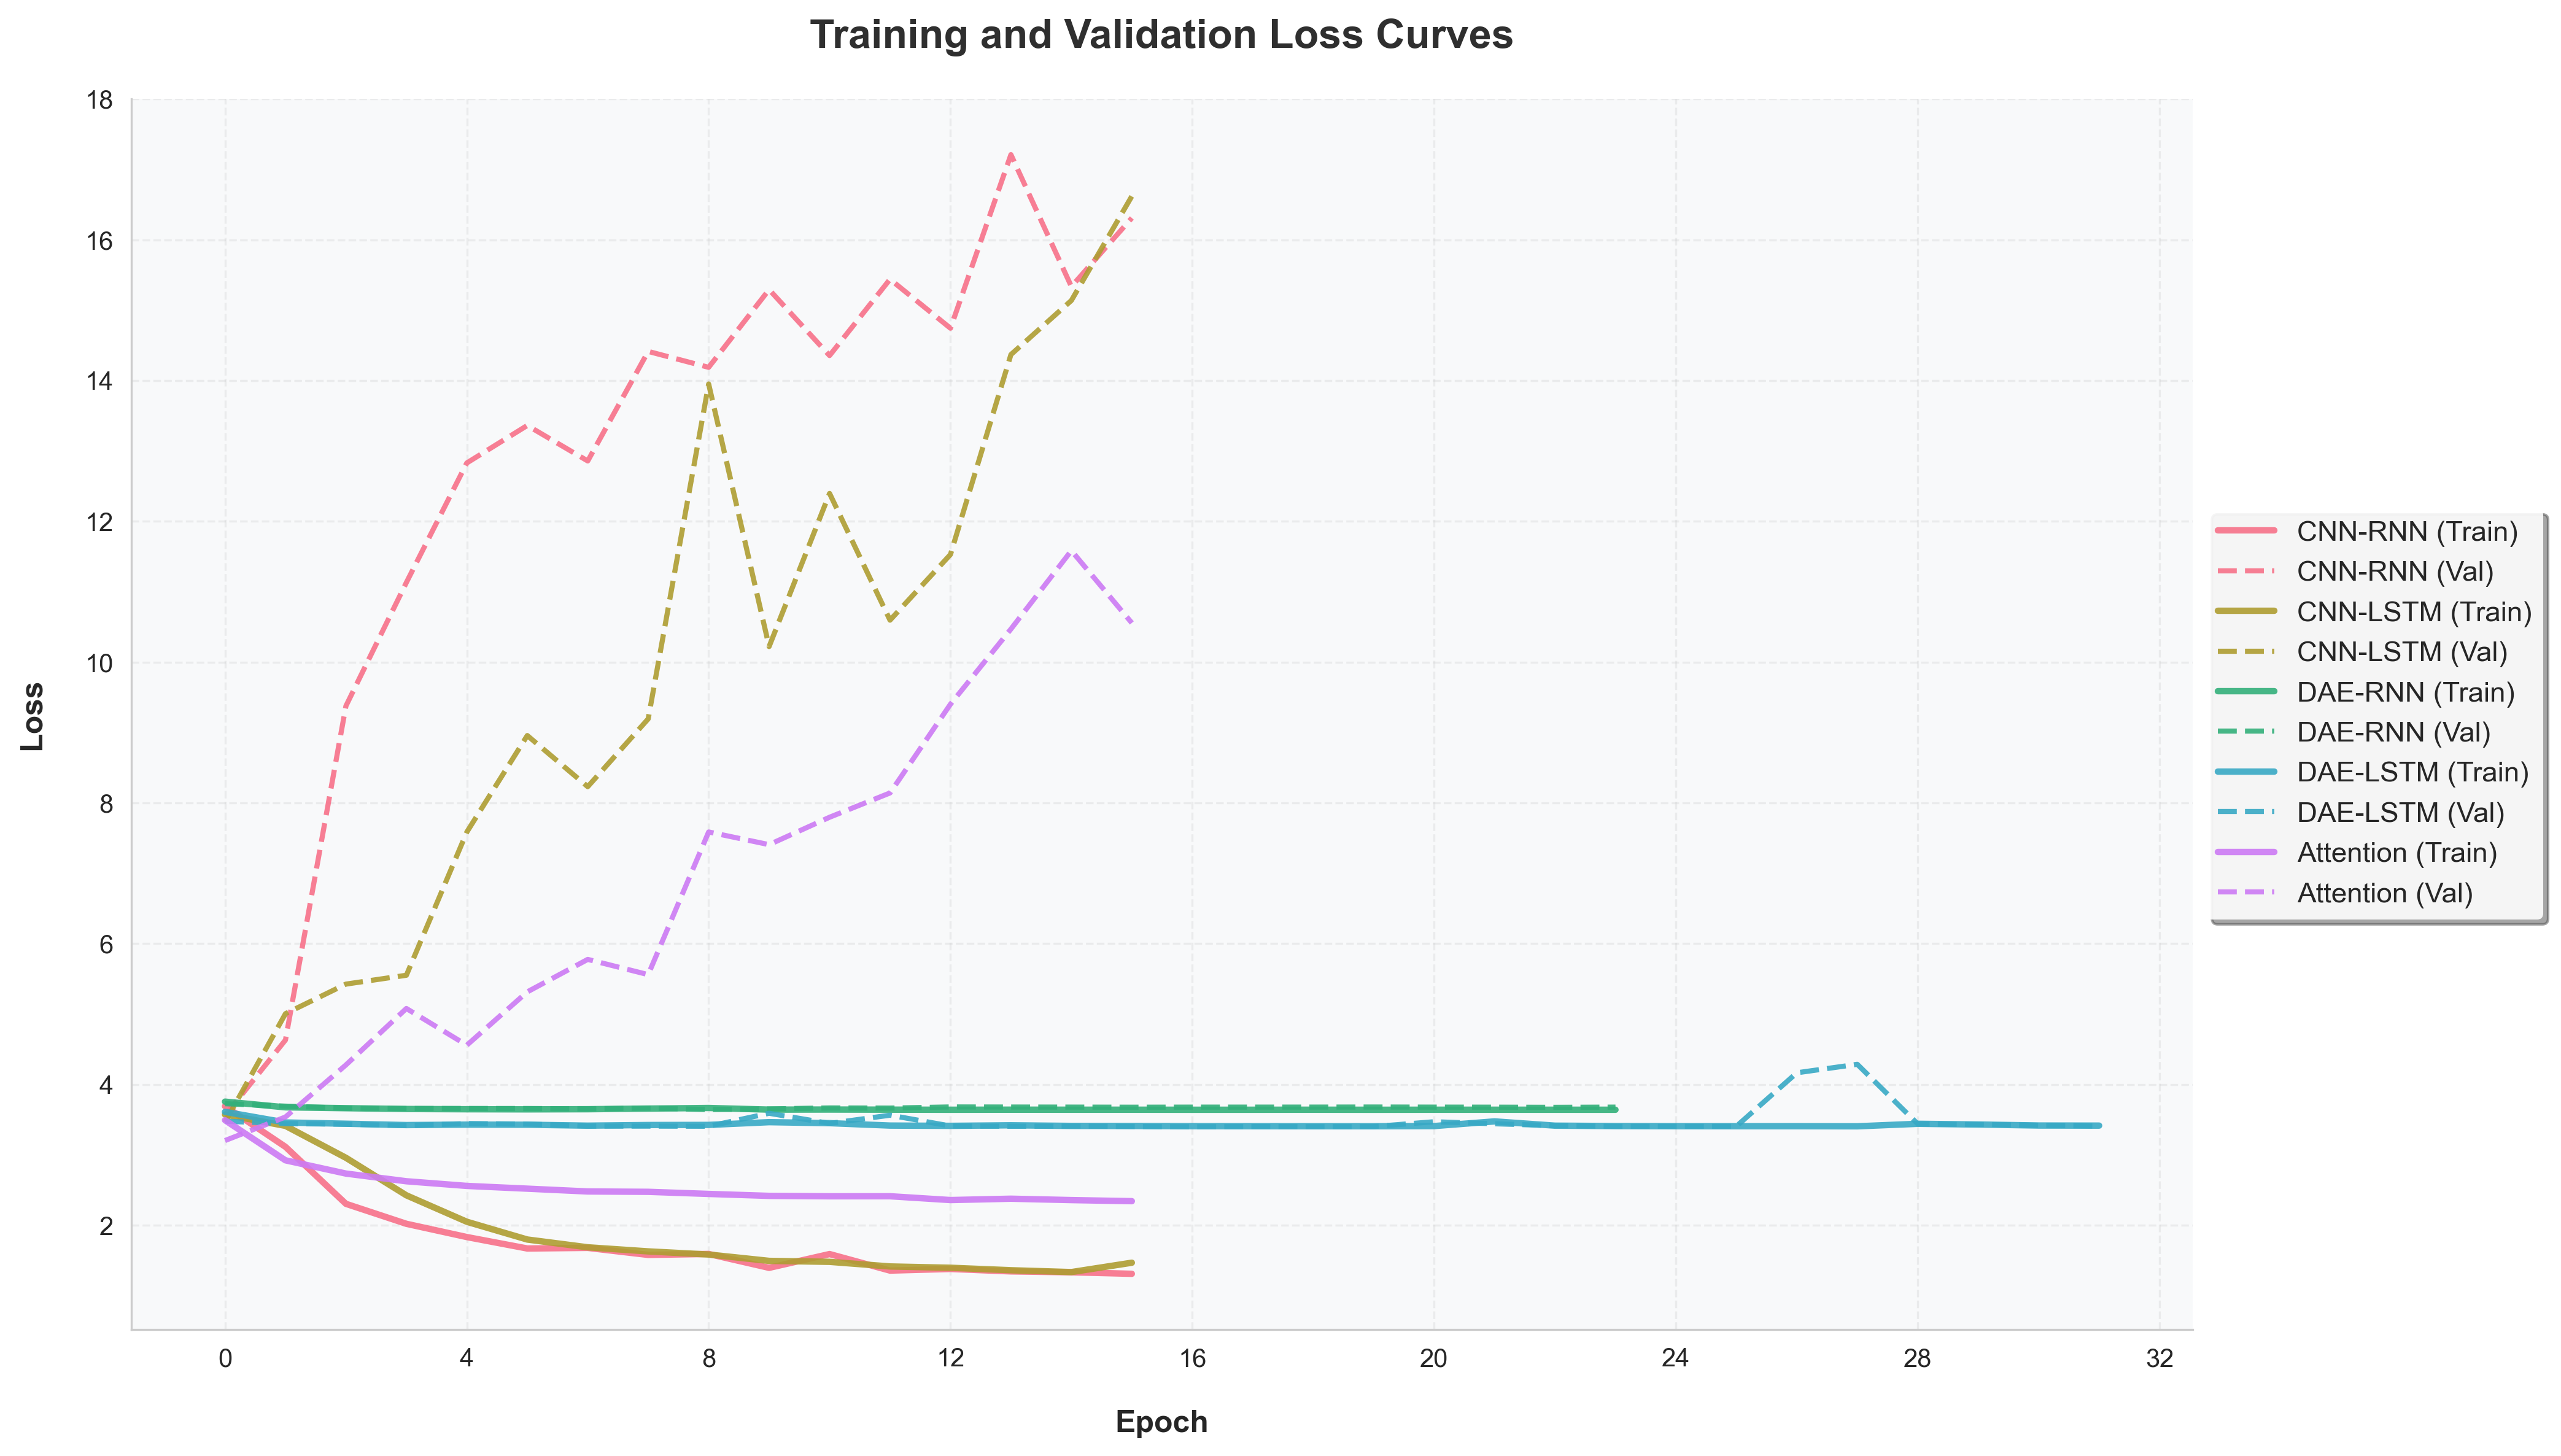 Training and Validation Loss Curves
18
16
14
12
10
8
6
4
2
Loss
0 4 8 12 16 20 24 28 32
Epoch
CNN-RNN (Train)
CNN-RNN (Val)
CNN-LSTM (Train)
CNN-LSTM (Val)
DAE-RNN (Train)
DAE-RNN (Val)
DAE-LSTM (Train)
DAE-LSTM (Val)
Attention (Train)
Attention (Val)